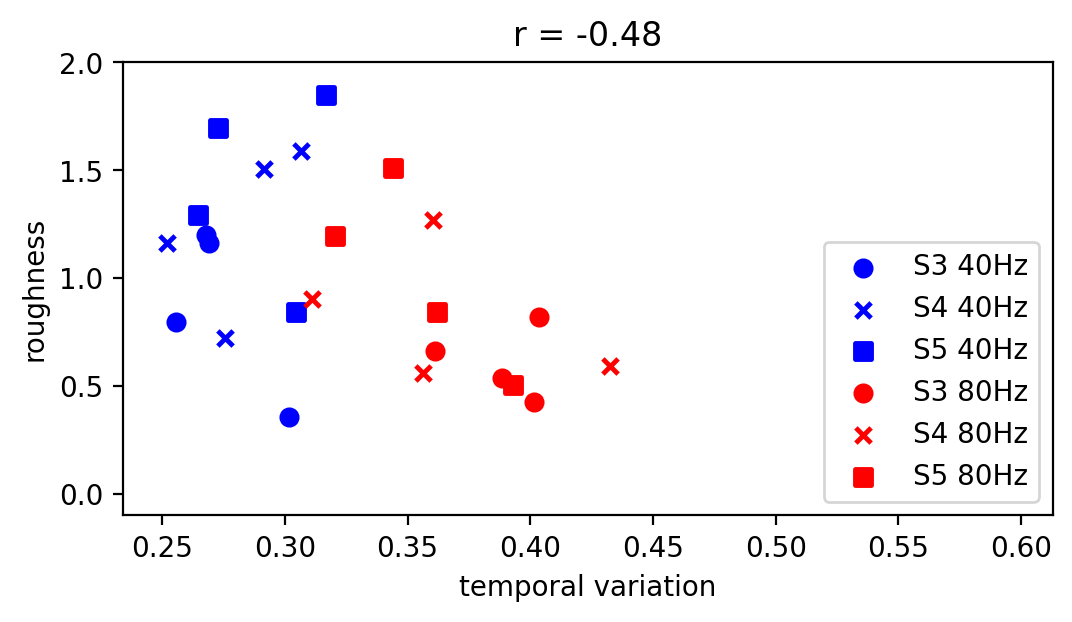 r = -0.48
2.0
1.5
1.0
0.5
0.0
roughness
0.25 0.30 0.35 0.40 0.45 0.50 0.55 0.60
temporal variation
S3 40Hz
S4 40Hz
S5 40Hz
S3 80Hz
S4 80Hz
S5 80Hz